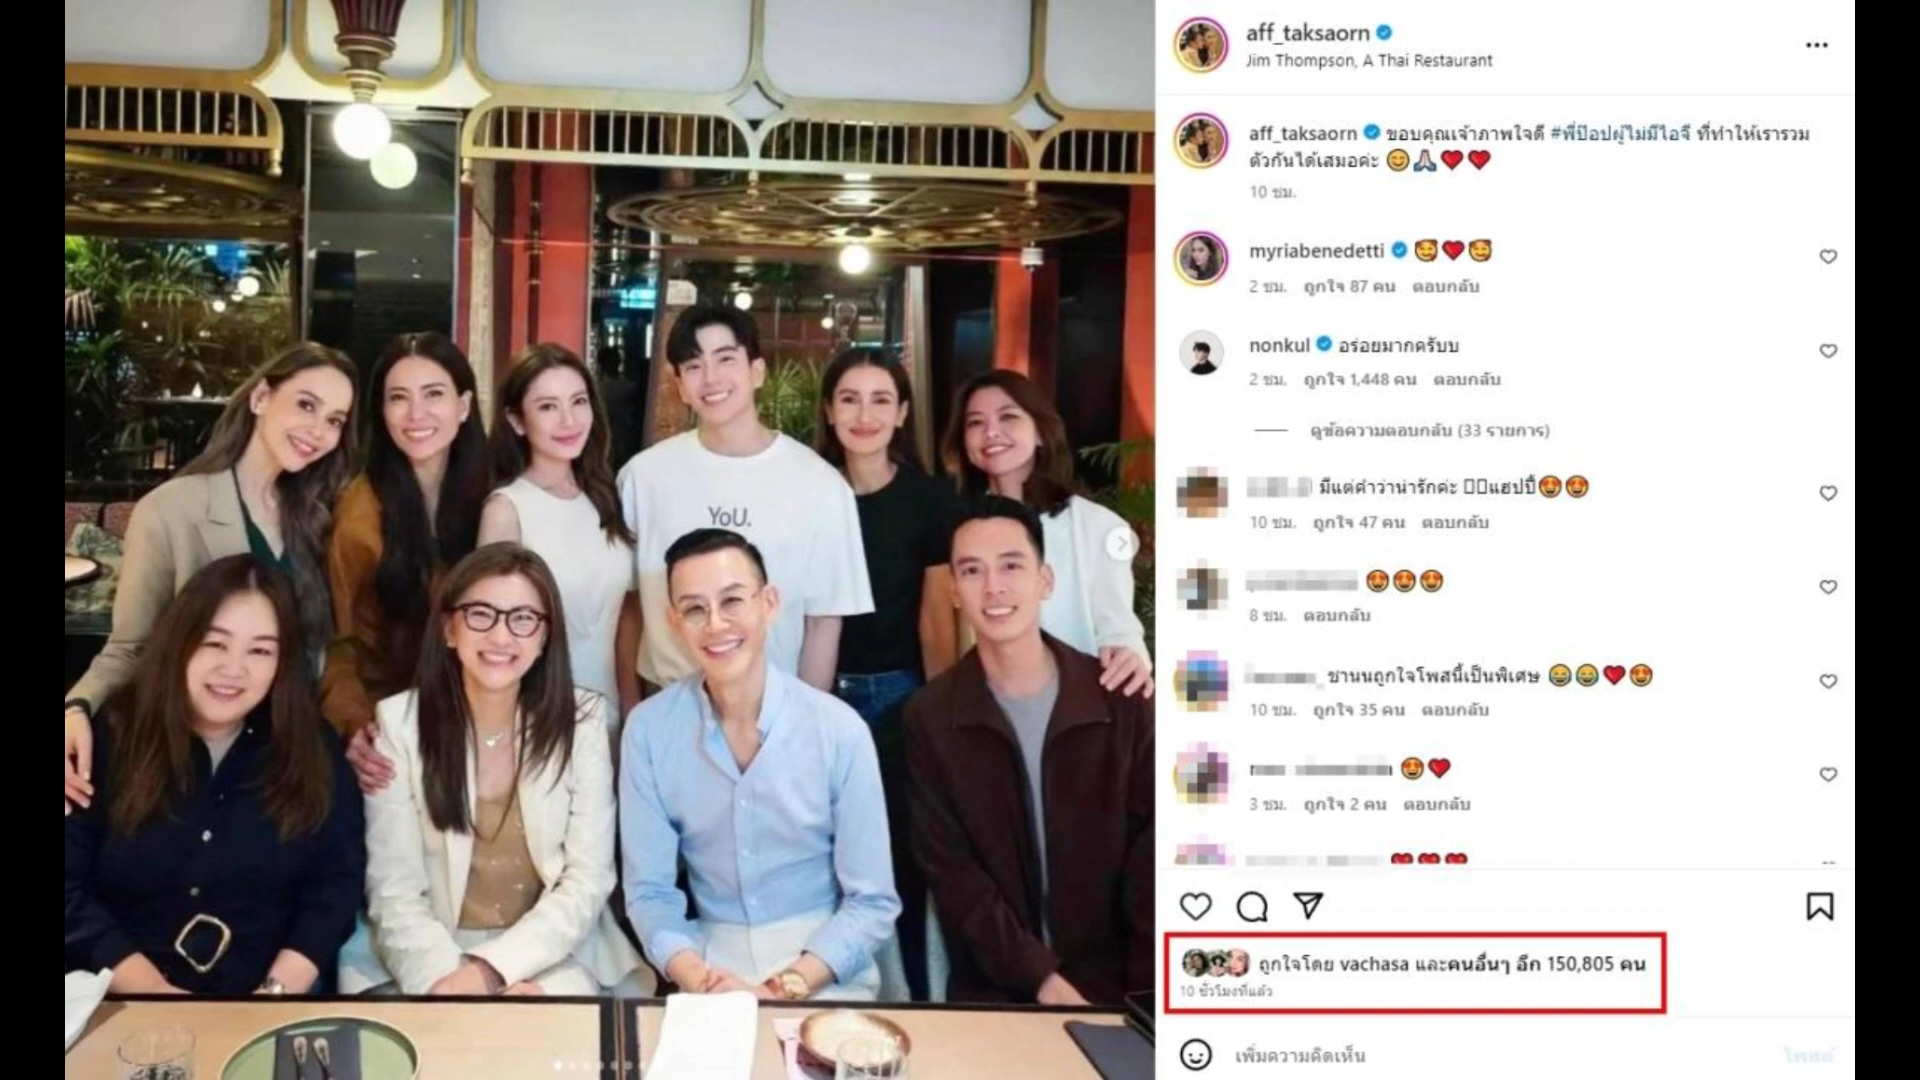 YoU.
aff_taksaorn
Jim Thompson, A Thai Restaurant
aff_taksaorn ขอบคุณเจ้าภาพใจดี #พี่ป๊อปผู้ไม่มีไอจี ที่ทำให้เรารวม
ตัวกันได้เสมอค่ะ 😊🙏🏻❤️❤️
10 ชม.
myriabenedetti 🥰❤️🥰
2 ชม. ถูกใจ 87 คน ตอบกลับ
nonkul อร่อยมากครับบ
2 ชม. ถูกใจ 1,448 คน ตอบกลับ
ดูข้อความตอบกลับ (33 รายการ)
มีแต่คำว่าน่ารักค่ะ แฮปปี้😍😍
10 ชม. ถูกใจ 47 คน ตอบกลับ
😍😍😍
8 ชม. ตอบกลับ
ชานนถูกใจโพสนี้เป็นพิเศษ 😂😂❤️😍
10 ชม. ถูกใจ 35 คน ตอบกลับ
😍❤️
3 ชม. ถูกใจ 2 คน ตอบกลับ
❤️❤️❤️
ถูกใจโดย vachasa และคนอื่นๆ อีก 150,805 คน
10 ชั่วโมงที่แล้ว
เพิ่มความคิดเห็น
โพสต์